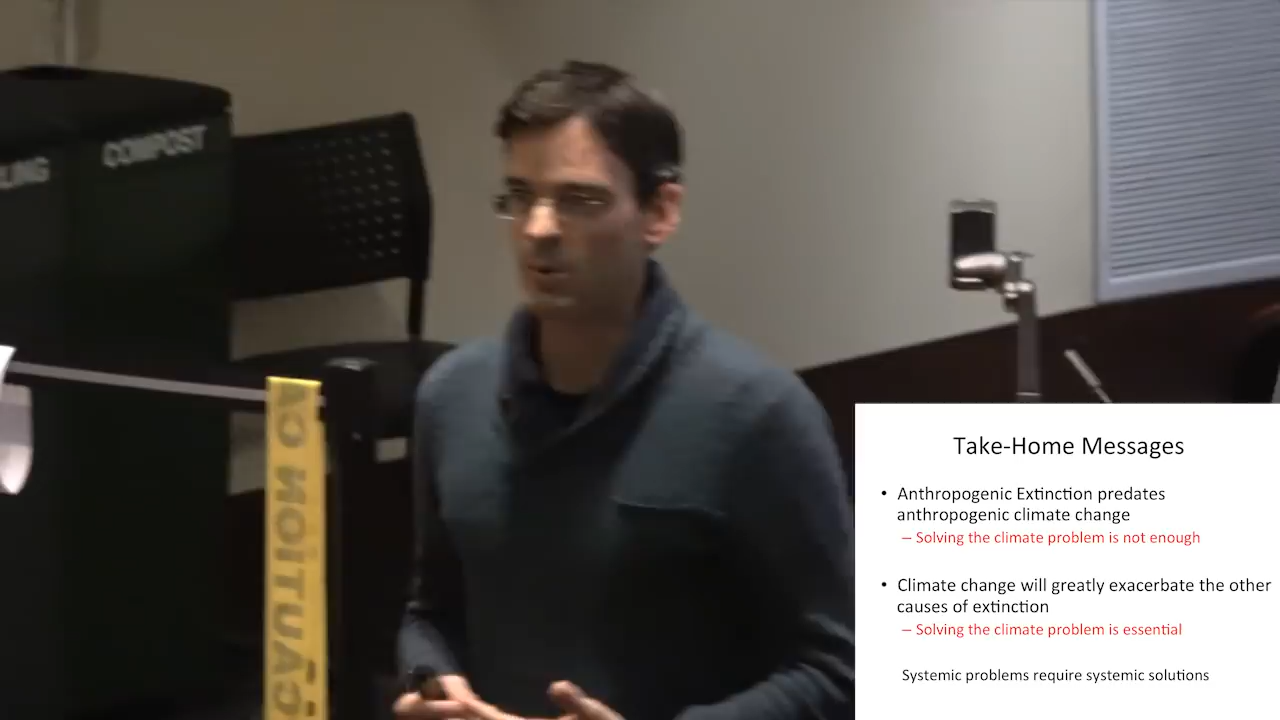 LING
COMPOST
CAUTION CA
Take-Home Messages
• Anthropogenic Extinction predates
anthropogenic climate change
– Solving the climate problem is not enough
• Climate change will greatly exacerbate the other
causes of extinction
– Solving the climate problem is essential
Systemic problems require systemic solutions